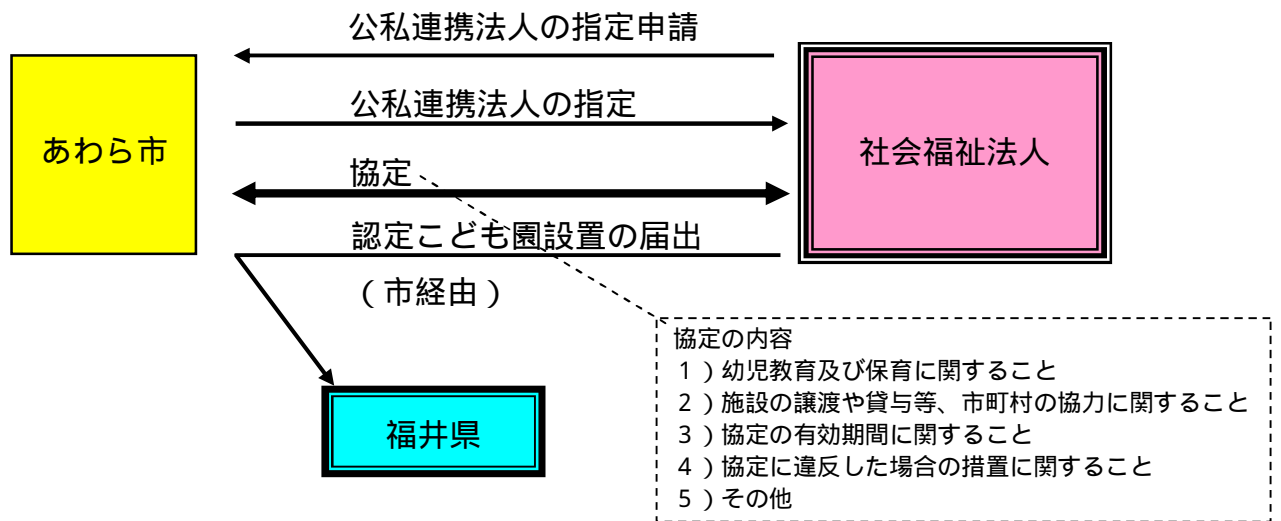 公私連携法人の指定申請
公私連携法人の指定
あわら市
社会福祉法人
協定
認定こども園設置の届出
（市経由）
福井県
協定の内容
１）幼児教育及び保育に関すること
２）施設の譲渡や貸与等、市町村の協力に関すること
３）協定の有効期間に関すること
４）協定に違反した場合の措置に関すること
５）その他